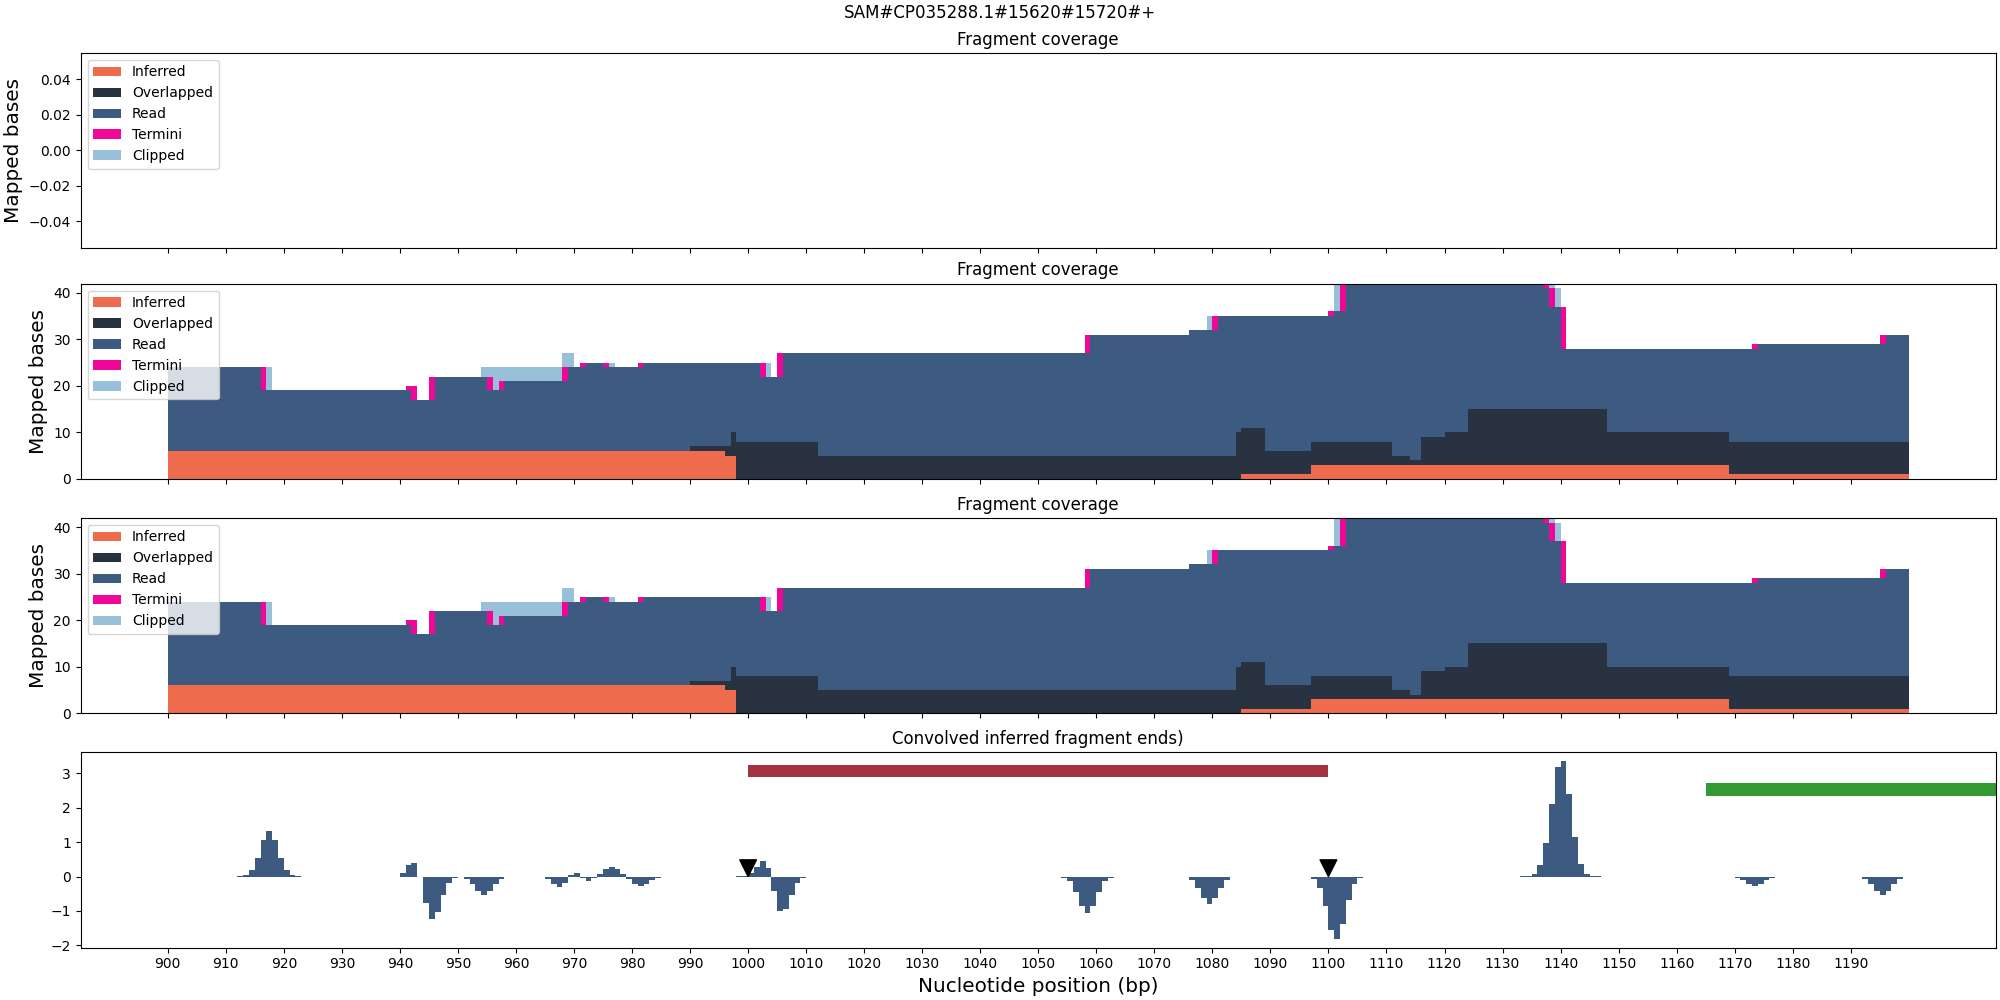 SAM#CP035288.1#15620#15720#+
Fragment coverage
Mapped bases
0.04
0.02
0.00
−0.02
−0.04
Inferred
Overlapped
Read
Termini
Clipped
Fragment coverage
Mapped bases
40
30
20
10
0
Inferred
Overlapped
Read
Termini
Clipped
Fragment coverage
Mapped bases
40
30
20
10
0
Inferred
Overlapped
Read
Termini
Clipped
Convolved inferred fragment ends)
3
2
1
0
−1
−2
900 910 920 930 940 950 960 970 980 990 1000 1010 1020 1030 1040 1050 1060 1070 1080 1090 1100 1110 1120 1130 1140 1150 1160 1170 1180 1190
Nucleotide position (bp)